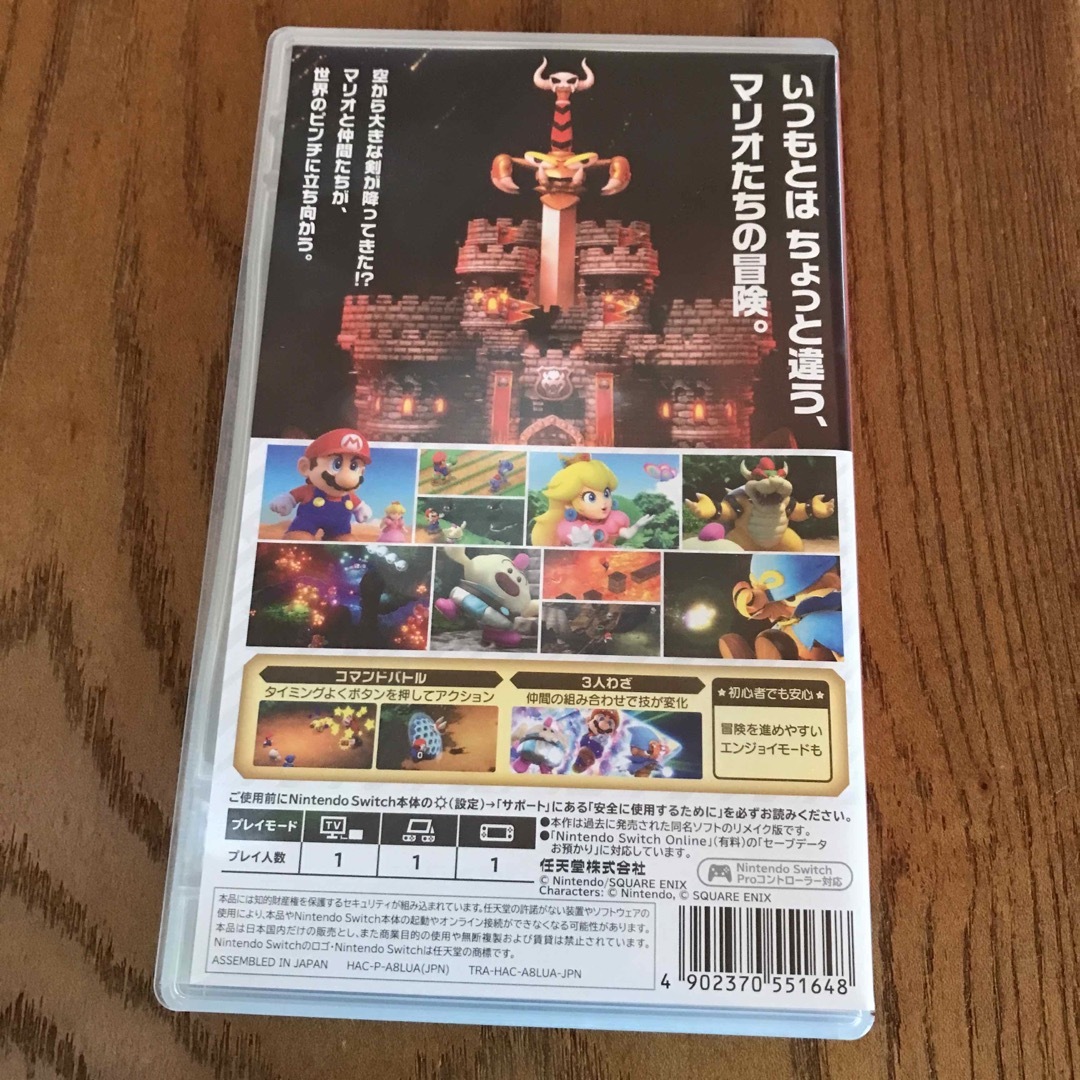 いつもとは ちょっと違う、
マリオたちの冒険。
空から大きな剣が降ってきた!?
マリオと仲間たちが、
世界のピンチに立ち向かう。
M
コマンドバトル
タイミングよくボタンを押してアクション
3人わざ
仲間の組み合わせで技が変化
★初心者でも安心★
冒険を進めやすい
エンジョイモードも
ご使用前にNintendo Switch本体の(設定)→「サポート」にある「安全に使用するために」を必ずお読みください。
プレイモード TV
プレイ人数 1 1 1
●本作は過去に発売された同名ソフトのリメイク版です。
●「Nintendo Switch Online」(有料)の「セーブデータ
お預かり」に対応しています。
任天堂株式会社
© Nintendo/SQUARE ENIX
Characters: © Nintendo, © SQUARE ENIX
Nintendo Switch
Proコントローラー対応
本品には知的財産権を保護するセキュリティが組み込まれています。任天堂の許諾がない装置やソフトウェアの
使用により、本品やNintendo Switch本体の起動やオンライン接続ができなくなる可能性があります。
本品は日本国内だけの販売とし、また商業目的の使用や無断複製および賃貸は禁止されています。
Nintendo Switchのロゴ・Nintendo Switchは任天堂の商標です。
ASSEMBLED IN JAPAN HAC-P-A8LUA(JPN) TRA-HAC-A8LUA-JPN
4 902370 551648